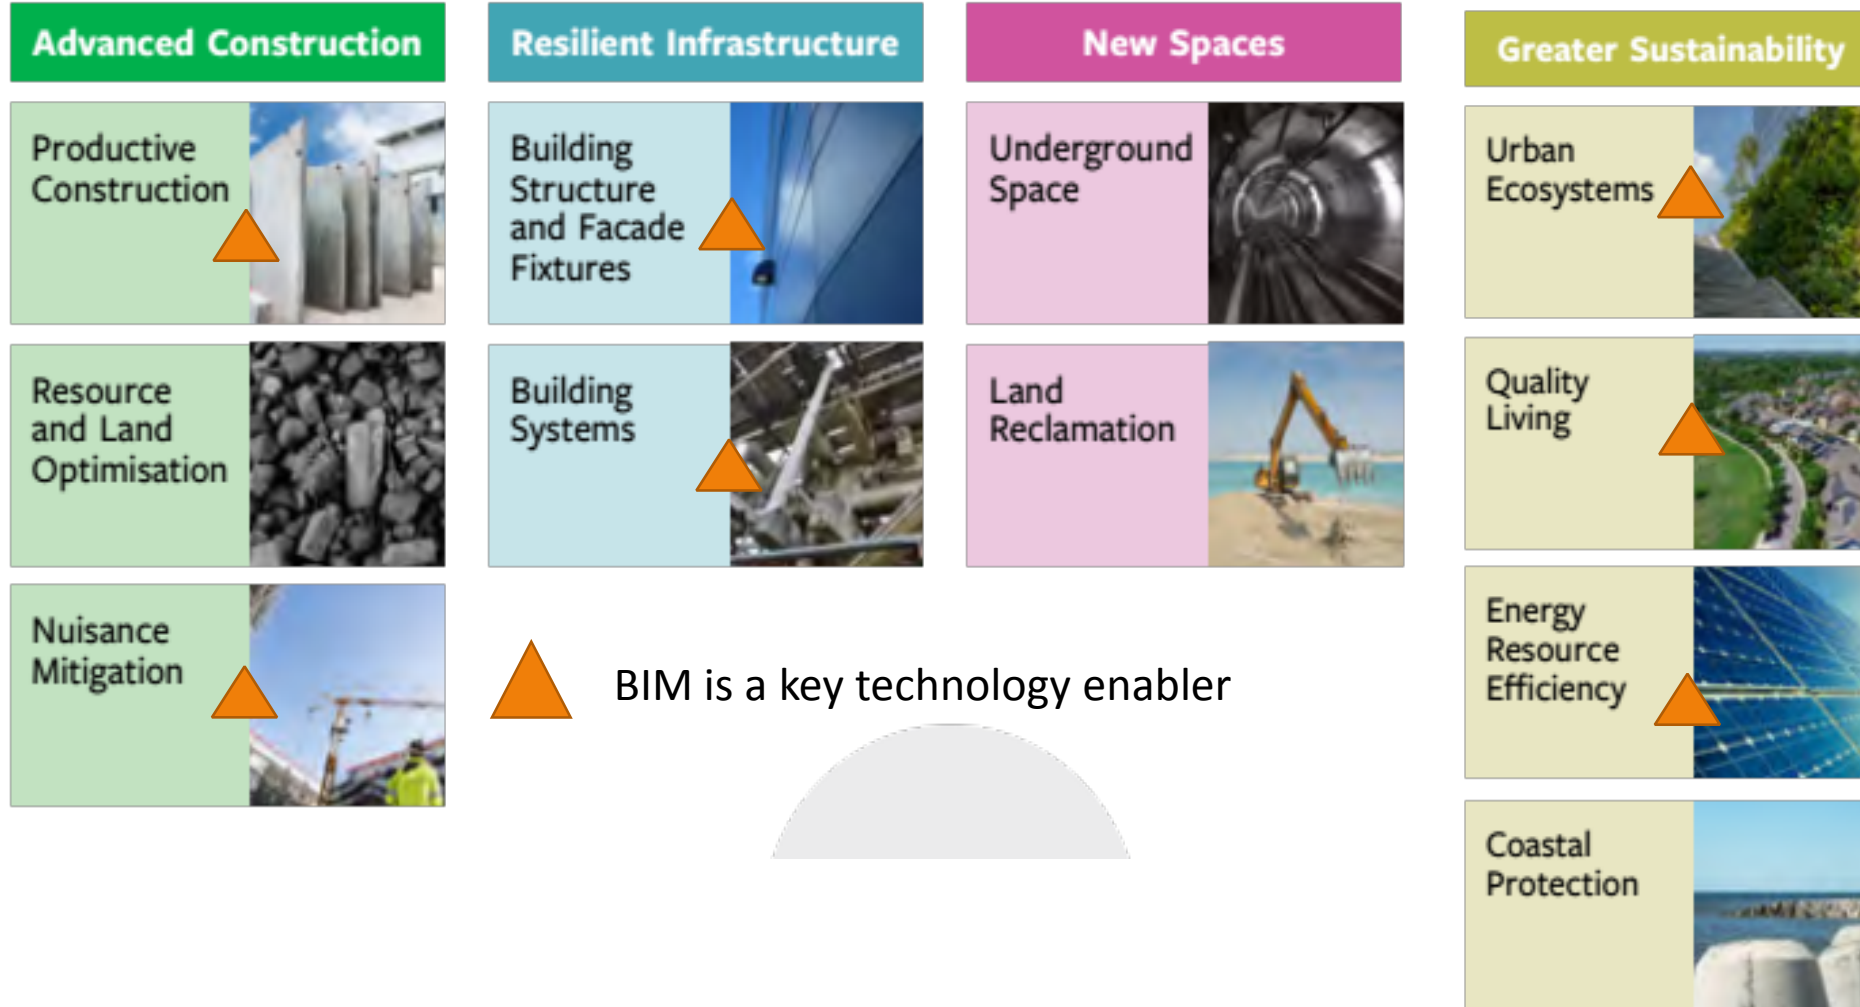 Advanced Construction
Productive
Construction
Resource
and Land
Optimisation
Nuisance
Mitigation
Resilient Infrastructure
Building
Structure
and Facade
Fixtures
Building
Systems
New Spaces
Underground
Space
Land
Reclamation
BIM is a key technology enabler
Greater Sustainability
Urban
Ecosystems
Quality
Living
Energy
Resource
Efficiency
Coastal
Protection